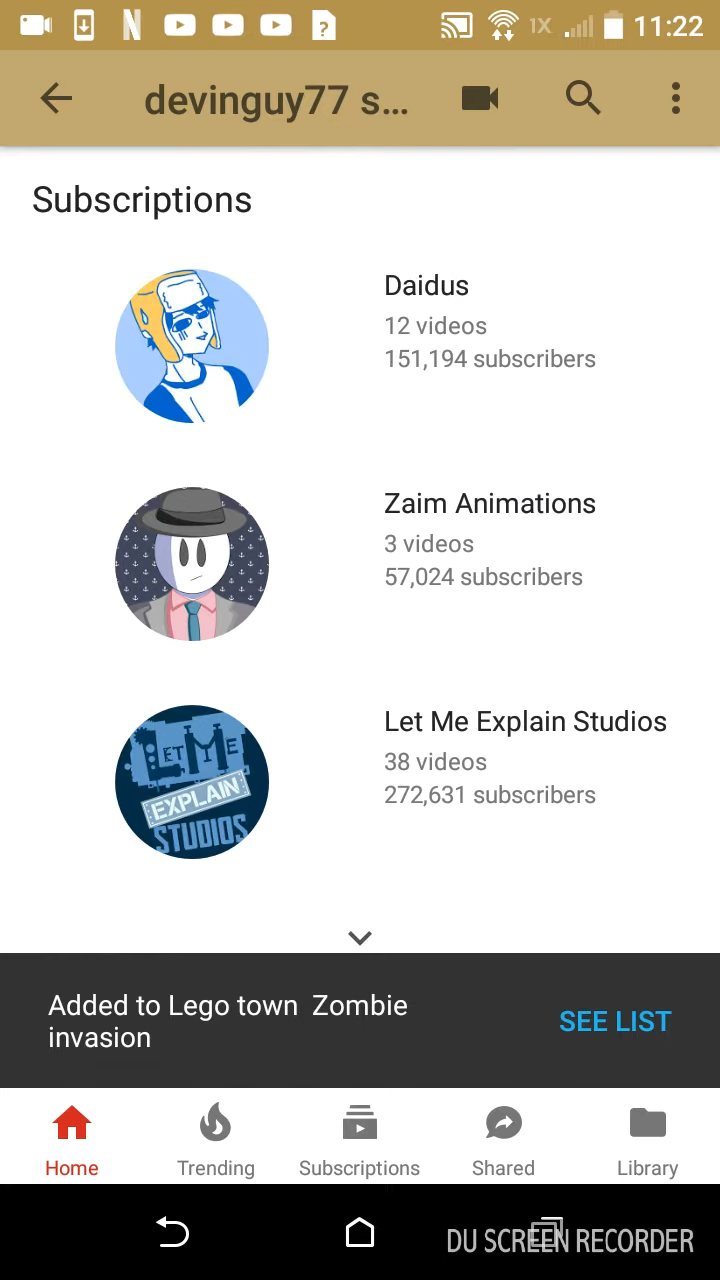 1X 11:22
devinguy77 s...
Subscriptions
Daidus
12 videos
151,194 subscribers
Zaim Animations
3 videos
57,024 subscribers
LET ME
EXPLAIN
STUDIOS
Let Me Explain Studios
38 videos
272,631 subscribers
Added to Lego town  Zombie
invasion
SEE LIST
Home Trending Subscriptions Shared Library
DU SCREEN RECORDER